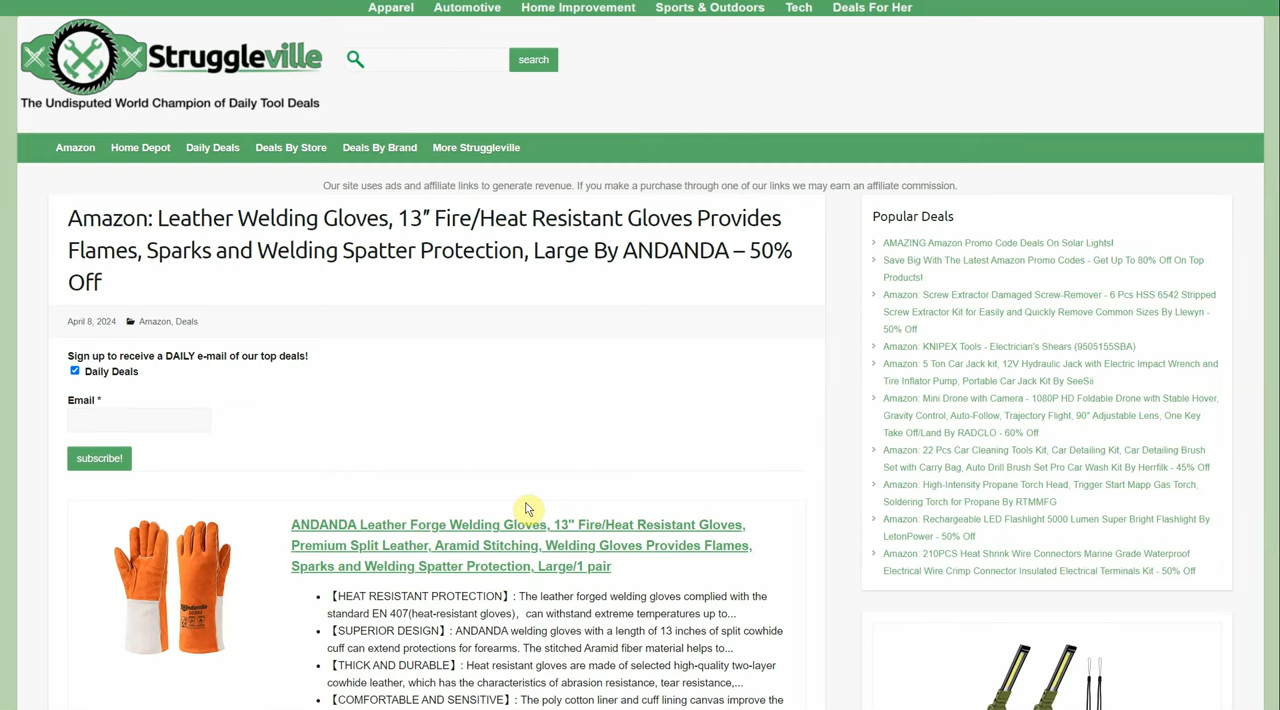 Apparel Automotive Home Improvement Sports & Outdoors Tech Deals For Her
Struggleville
The Undisputed World Champion of Daily Tool Deals
search
Amazon Home Depot Daily Deals Deals By Store Deals By Brand More Struggleville
Our site uses ads and affiliate links to generate revenue. If you make a purchase through one of our links we may earn an affiliate commission.
Amazon: Leather Welding Gloves, 13” Fire/Heat Resistant Gloves Provides
Flames, Sparks and Welding Spatter Protection, Large By ANDANDA – 50%
Off
April 8, 2024 Amazon, Deals
Sign up to receive a DAILY e-mail of our top deals!
Daily Deals
Email *
subscribe!
ANDANDA Leather Forge Welding Gloves, 13" Fire/Heat Resistant Gloves,
Premium Split Leather, Aramid Stitching, Welding Gloves Provides Flames,
Sparks and Welding Spatter Protection, Large/1 pair
• 【HEAT RESISTANT PROTECTION】: The leather forged welding gloves complied with the
standard EN 407(heat-resistant gloves)，can withstand extreme temperatures up to...
• 【SUPERIOR DESIGN】: ANDANDA welding gloves with a length of 13 inches of split cowhide
cuff can extend protections for forearms. The stitched Aramid fiber material helps to...
• 【THICK AND DURABLE】: Heat resistant gloves are made of selected high-quality two-layer
cowhide leather, which has the characteristics of abrasion resistance, tear resistance,...
• 【COMFORTABLE AND SENSITIVE】: The poly cotton liner and cuff lining canvas improve the
Popular Deals
AMAZING Amazon Promo Code Deals On Solar Lights!
Save Big With The Latest Amazon Promo Codes - Get Up To 80% Off On Top
Products!
Amazon: Screw Extractor Damaged Screw-Remover - 6 Pcs HSS 6542 Stripped
Screw Extractor Kit for Easily and Quickly Remove Common Sizes By Llewyn -
50% Off
Amazon: KNIPEX Tools - Electrician's Shears (9505155SBA)
Amazon: 5 Ton Car Jack kit, 12V Hydraulic Jack with Electric Impact Wrench and
Tire Inflator Pump, Portable Car Jack Kit By SeeSii
Amazon: Mini Drone with Camera - 1080P HD Foldable Drone with Stable Hover,
Gravity Control, Auto-Follow, Trajectory Flight, 90° Adjustable Lens, One Key
Take Off/Land By RADCLO - 60% Off
Amazon: 22 Pcs Car Cleaning Tools Kit, Car Detailing Kit, Car Detailing Brush
Set with Carry Bag, Auto Drill Brush Set Pro Car Wash Kit By Herrfilk - 45% Off
Amazon: High-Intensity Propane Torch Head, Trigger Start Mapp Gas Torch,
Soldering Torch for Propane By RTMMFG
Amazon: Rechargeable LED Flashlight 5000 Lumen Super Bright Flashlight By
LetonPower - 50% Off
Amazon: 210PCS Heat Shrink Wire Connectors Marine Grade Waterproof
Electrical Wire Crimp Connector Insulated Electrical Terminals Kit - 50% Off